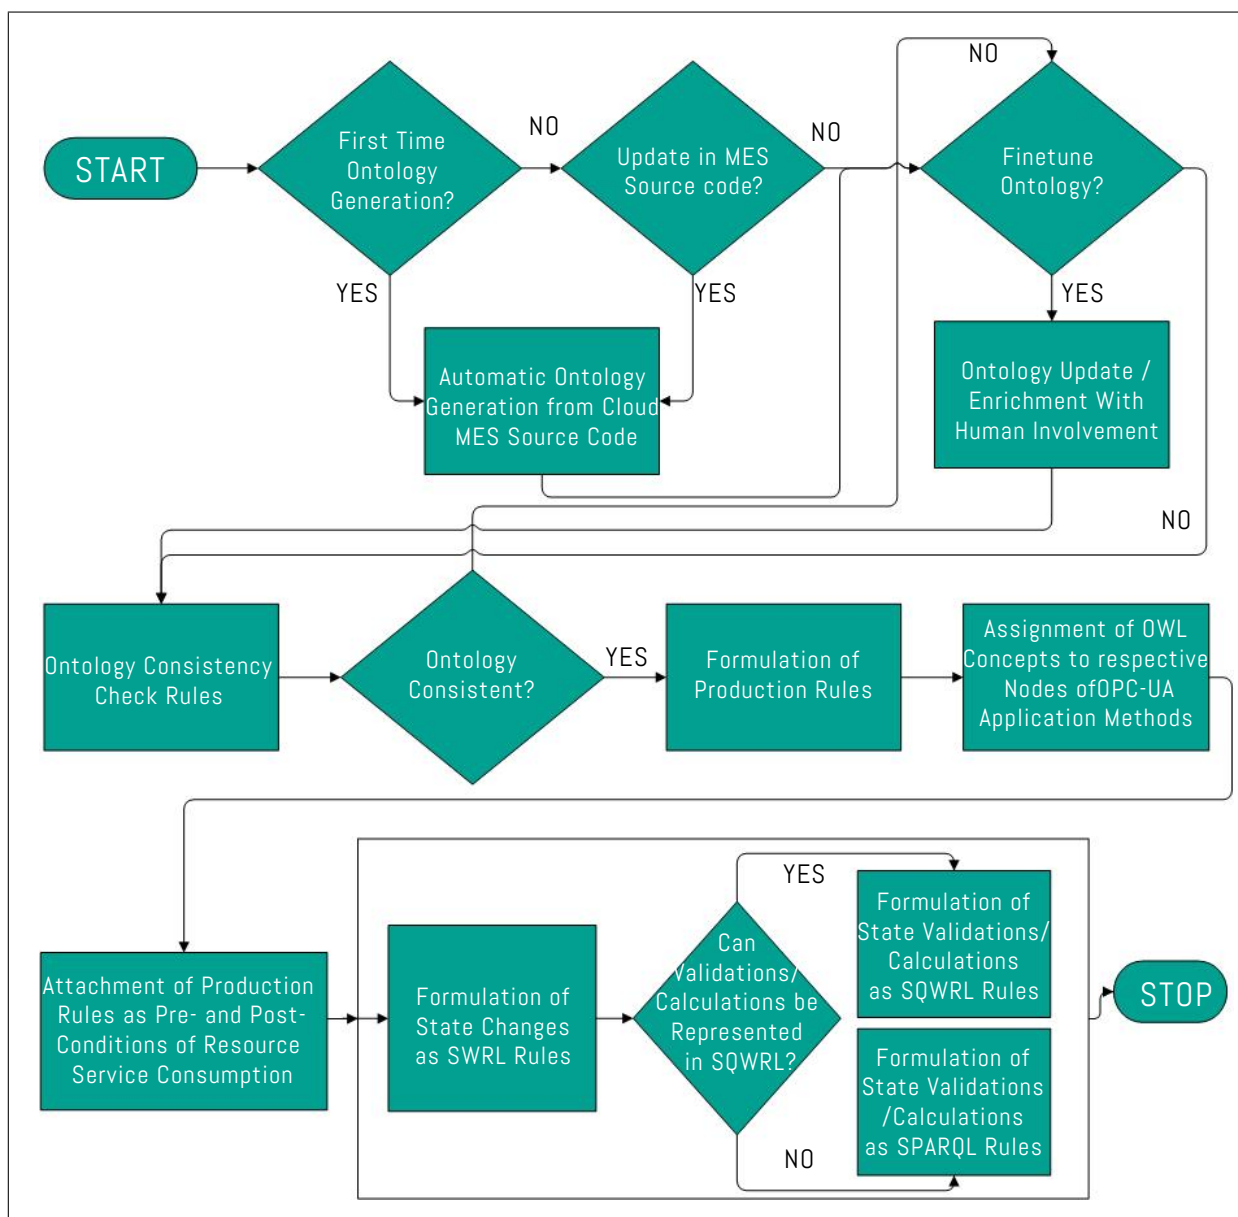 START
First Time
Ontology
Generation?
NO
Update in MES
Source code?
NO
NO
Finetune
Ontology?
YES
YES
YES
Automatic Ontology
Generation from Cloud
MES Source Code
Ontology Update /
Enrichment With
Human Involvement
NO
Ontology Consistency
Check Rules
Ontology
Consistent?
YES
Formulation of
Production Rules
Assignment of OWL
Concepts to respective
Nodes ofOPC-UA
Application Methods
Attachment of Production
Rules as Pre- and Post-
Conditions of Resource
Service Consumption
Formulation of
State Changes
as SWRL Rules
Can
Validations/
Calculations be
Represented
in SQWRL?
YES
Formulation of
State Validations/
Calculations
as SQWRL Rules
NO
Formulation of
State Validations
/Calculations
as SPARQL Rules
STOP